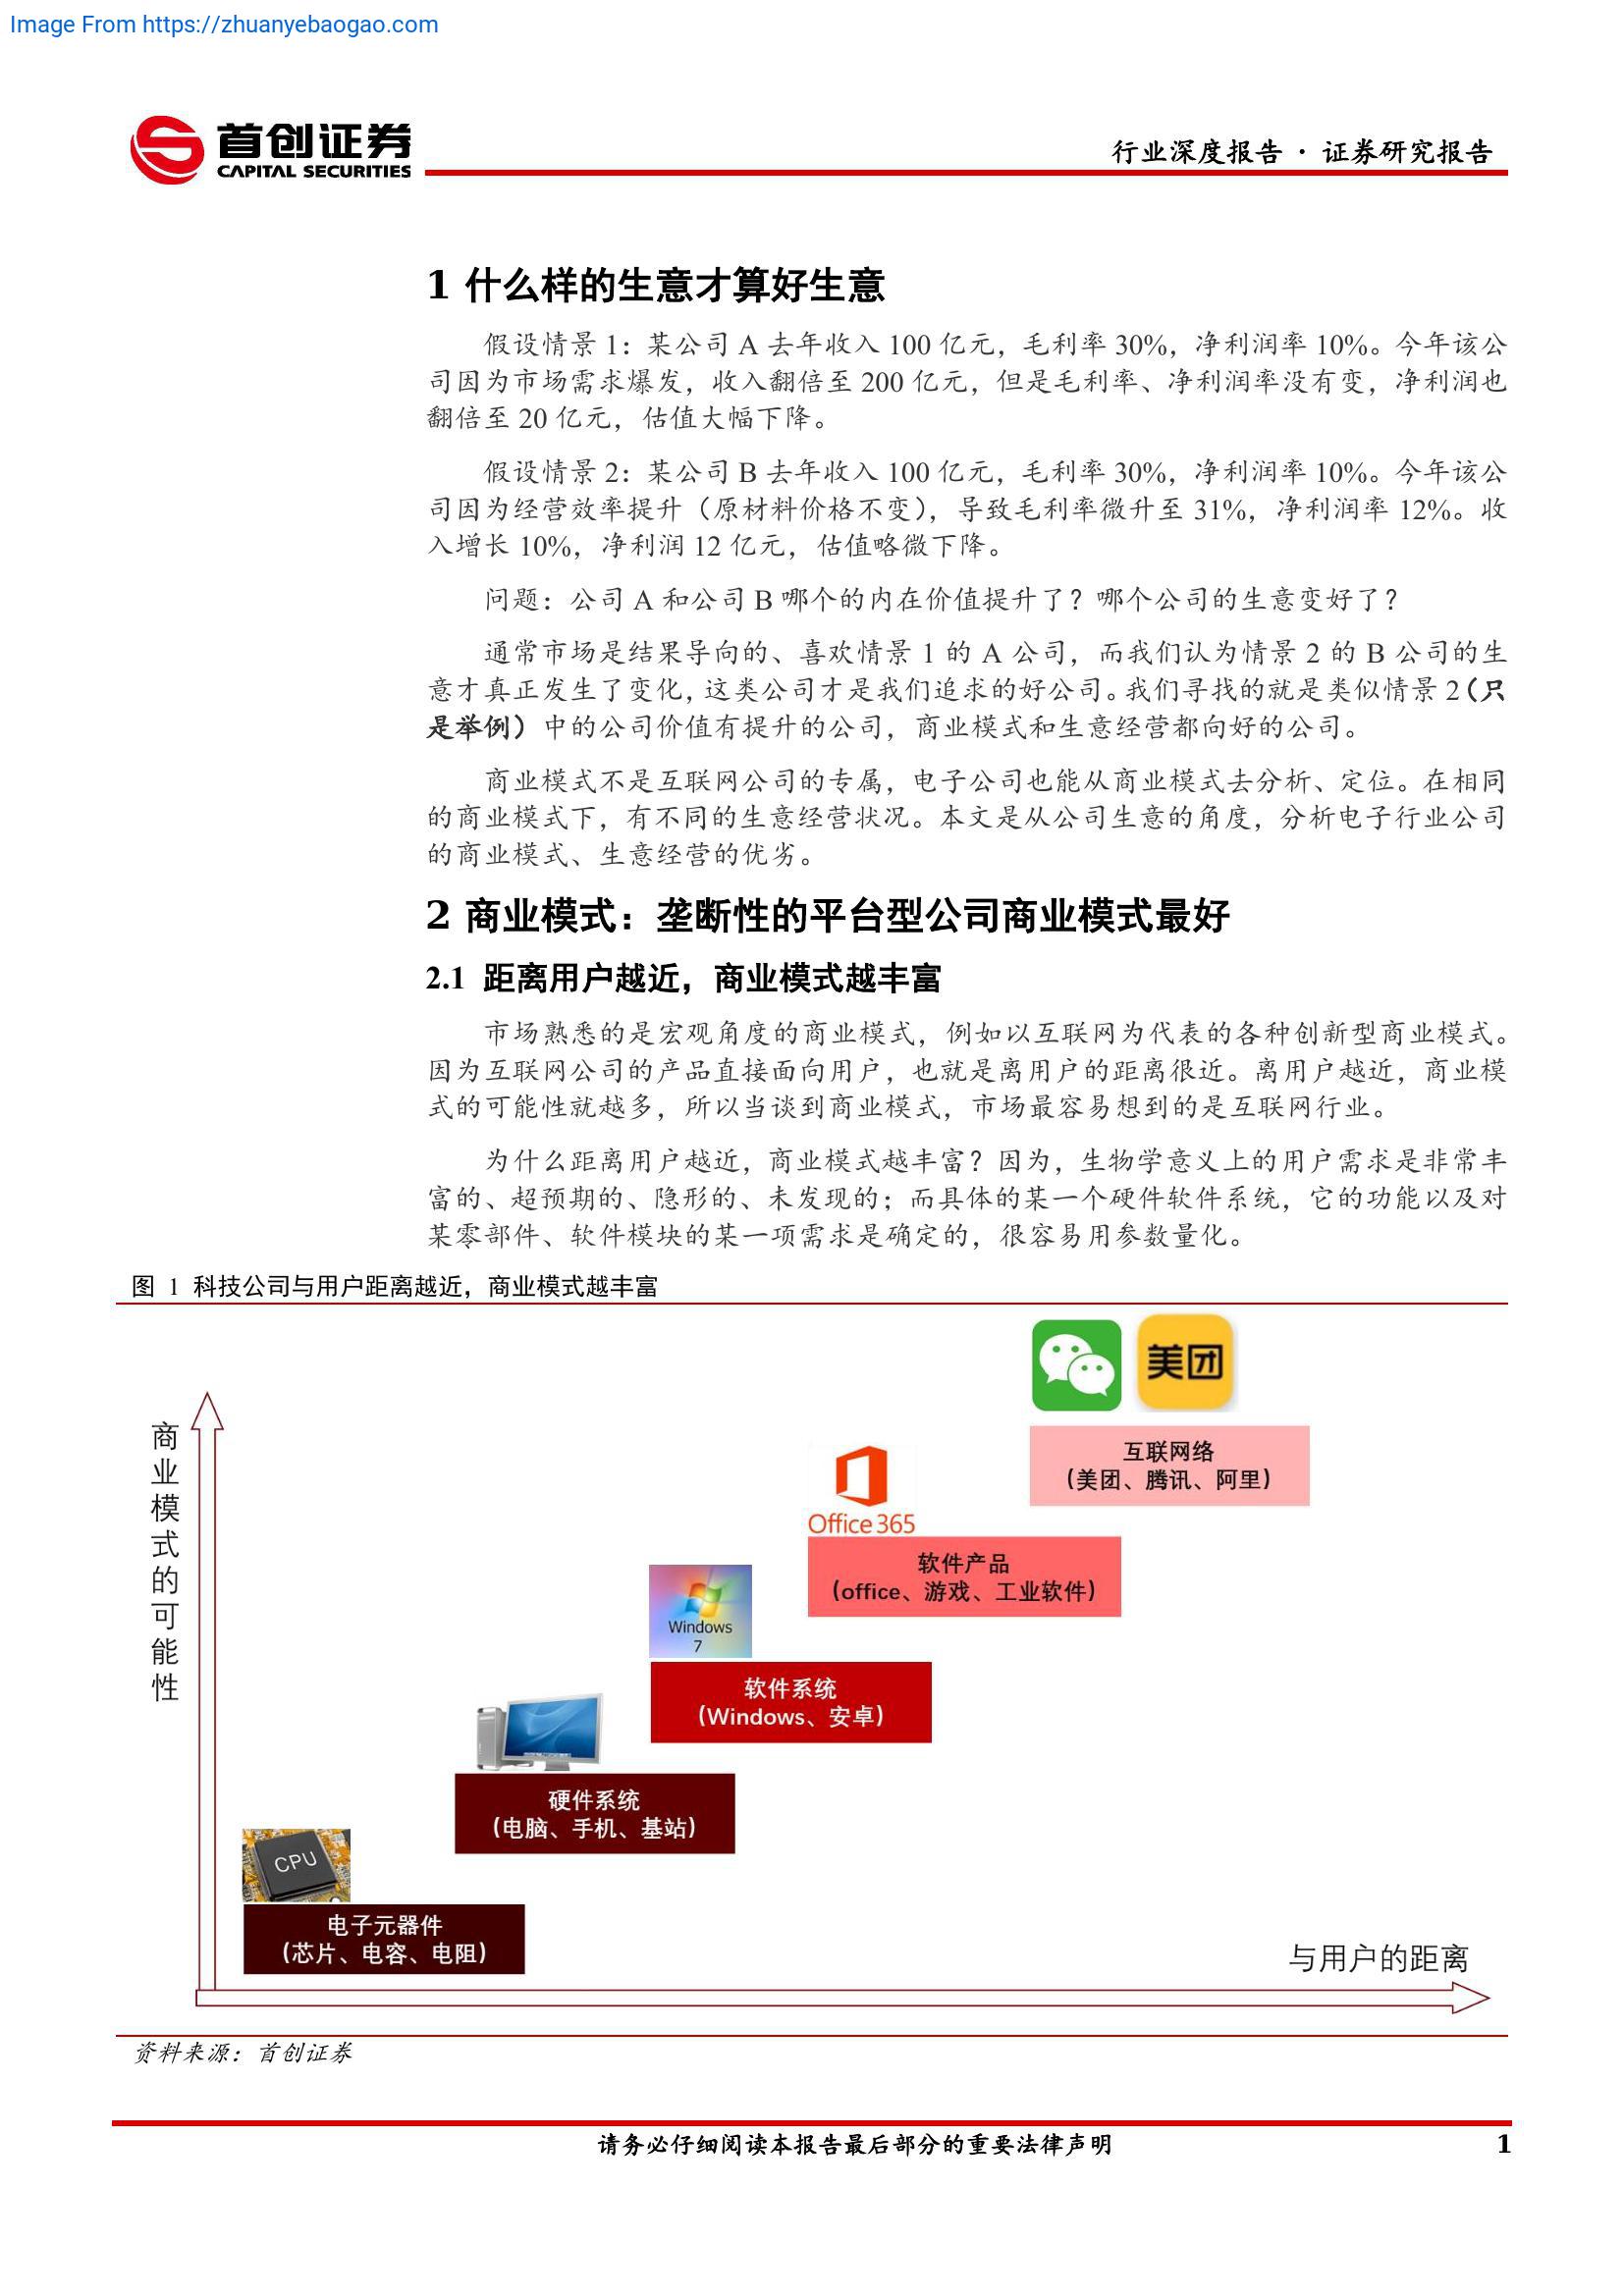 Image From https://zhuanyebaogao.com
首创证券
CAPITAL SECURITIES
行业深度报告 · 证券研究报告
1 什么样的生意才算好生意
假设情景 1：某公司 A 去年收入 100 亿元，毛利率 30%，净利润率 10%。今年该公
司因为市场需求爆发，收入翻倍至 200 亿元，但是毛利率、净利润率没有变，净利润也
翻倍至 20 亿元，估值大幅下降。
假设情景 2：某公司 B 去年收入 100 亿元，毛利率 30%，净利润率 10%。今年该公
司因为经营效率提升（原材料价格不变），导致毛利率微升至 31%，净利润率 12%。收
入增长 10%，净利润 12 亿元，估值略微下降。
问题：公司 A 和公司 B 哪个的内在价值提升了？哪个公司的生意变好了？
通常市场是结果导向的、喜欢情景 1 的 A 公司，而我们认为情景 2 的 B 公司的生
意才真正发生了变化，这类公司才是我们追求的好公司。我们寻找的就是类似情景 2（只
是举例）中的公司价值有提升的公司，商业模式和生意经营都向好的公司。
商业模式不是互联网公司的专属，电子公司也能从商业模式去分析、定位。在相同
的商业模式下，有不同的生意经营状况。本文是从公司生意的角度，分析电子行业公司
的商业模式、生意经营的优劣。
2 商业模式：垄断性的平台型公司商业模式最好
2.1 距离用户越近，商业模式越丰富
市场熟悉的是宏观角度的商业模式，例如以互联网为代表的各种创新型商业模式。
因为互联网公司的产品直接面向用户，也就是离用户的距离很近。离用户越近，商业模
式的可能性就越多，所以当谈到商业模式，市场最容易想到的是互联网行业。
为什么距离用户越近，商业模式越丰富？因为，生物学意义上的用户需求是非常丰
富的、超预期的、隐形的、未发现的；而具体的某一个硬件软件系统，它的功能以及对
某零部件、软件模块的某一项需求是确定的，很容易用参数量化。
图 1 科技公司与用户距离越近，商业模式越丰富
美团
商业模式的可能性
互联网络
（美团、腾讯、阿里）
Office 365
软件产品
（office、游戏、工业软件）
Windows
7
软件系统
（Windows、安卓）
硬件系统
（电脑、手机、基站）
CPU
电子元器件
（芯片、电容、电阻）
与用户的距离
资料来源：首创证券
请务必仔细阅读本报告最后部分的重要法律声明
1